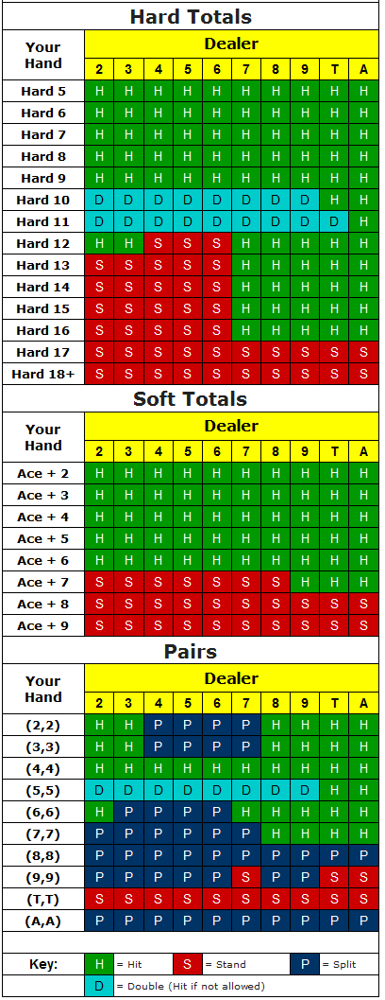 Hard Totals
Your Hand Dealer
2 3 4 5 6 7 8 9 T A
Hard 5 H H H H H H H H H H
Hard 6 H H H H H H H H H H
Hard 7 H H H H H H H H H H
Hard 8 H H H H H H H H H H
Hard 9 H H H H H H H H H H
Hard 10 D D D D D D D D H H
Hard 11 D D D D D D D D D H
Hard 12 H H S S S H H H H H
Hard 13 S S S S S H H H H H
Hard 14 S S S S S H H H H H
Hard 15 S S S S S H H H H H
Hard 16 S S S S S H H H H H
Hard 17 S S S S S S S S S S
Hard 18+ S S S S S S S S S S
Soft Totals
Your Hand Dealer
2 3 4 5 6 7 8 9 T A
Ace + 2 H H H H H H H H H H
Ace + 3 H H H H H H H H H H
Ace + 4 H H H H H H H H H H
Ace + 5 H H H H H H H H H H
Ace + 6 H H H H H H H H H H
Ace + 7 S S S S S S S H H H
Ace + 8 S S S S S S S S S S
Ace + 9 S S S S S S S S S S
Pairs
Your Hand Dealer
2 3 4 5 6 7 8 9 T A
(2,2) H H P P P P H H H H
(3,3) H H P P P P H H H H
(4,4) H H H H H H H H H H
(5,5) D D D D D D D D H H
(6,6) H P P P P H H H H H
(7,7) P P P P P P H H H H
(8,8) P P P P P P P P P P
(9,9) P P P P P S P P S S
(T,T) S S S S S S S S S S
(A,A) P P P P P P P P P P
Key: H = Hit S = Stand P = Split
D = Double (Hit if not allowed)